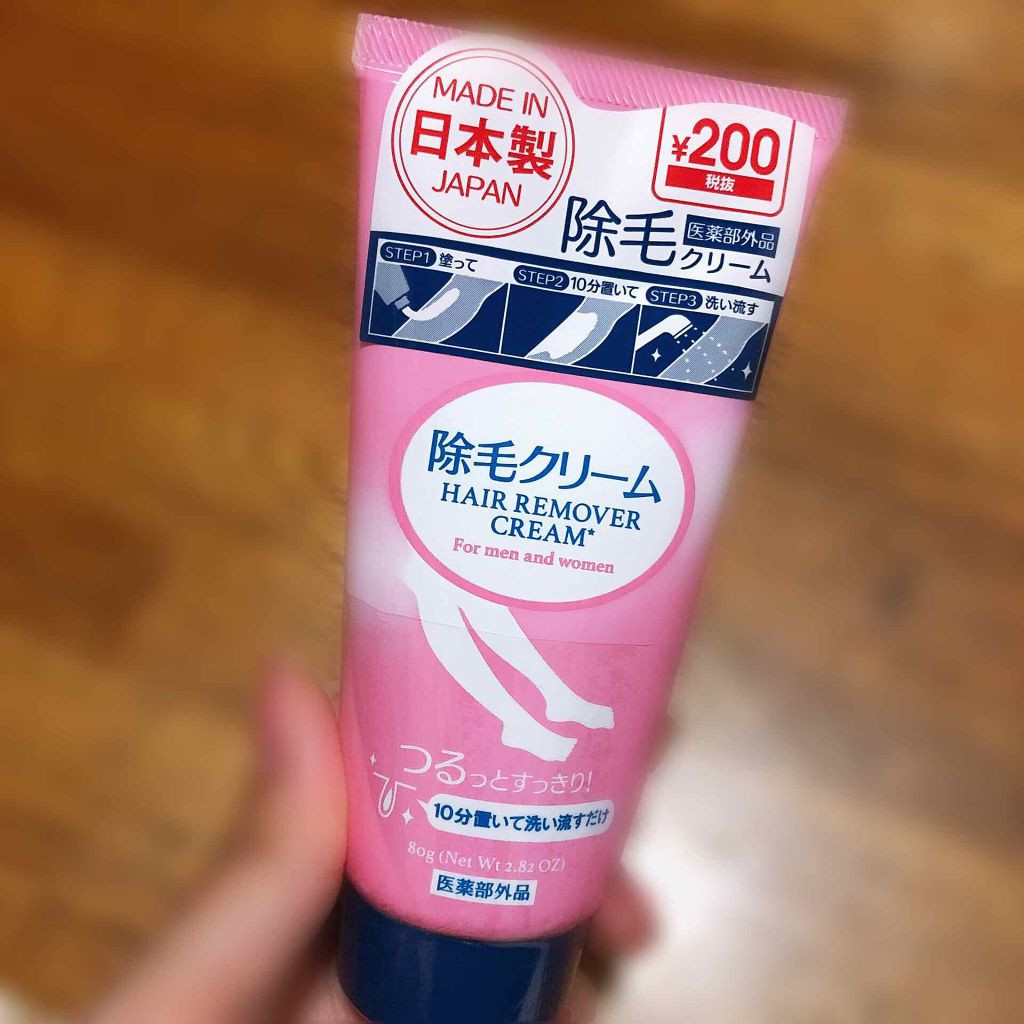 MADE IN
日本製
JAPAN
¥200
税抜
除毛
医薬部外品
クリーム
STEP1 塗って
STEP2 10分置いて
STEP3 洗い流す
除毛クリーム
HAIR REMOVER
CREAM*
For men and women
つるっとすっきり!
10分置いて洗い流すだけ
80g (Net Wt 2.82 OZ)
医薬部外品